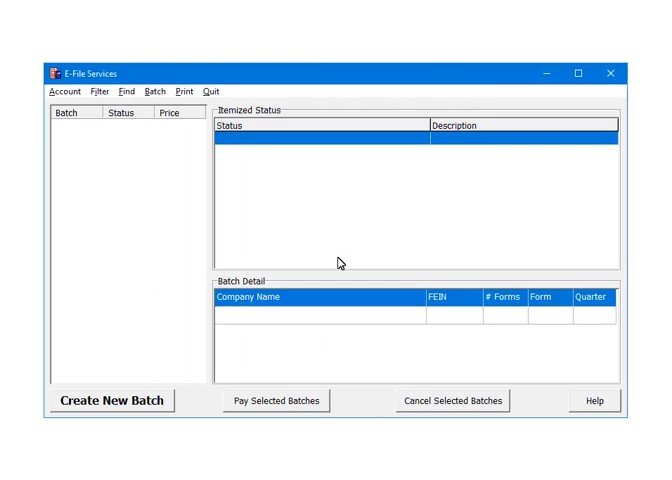 E-File Services
Account Filter Find Batch Print Quit
Batch Status Price
Itemized Status
Status Description
Batch Detail
Company Name FEIN # Forms Form Quarter
Create New Batch Pay Selected Batches Cancel Selected Batches Help